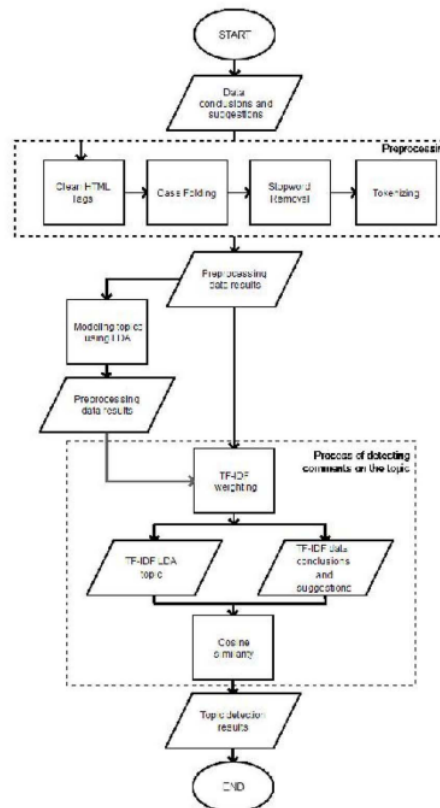 START
Data
conclusions and
suggestions
Preprocessing
Clean HTML
Tags
Case Folding
Stopword
Removal
Tokenizing
Preprocessing
data results
Modeling topics
using LDA
Preprocessing
data results
Process of detecting
comments on the topic
TF-IDF
weighting
TF-IDF LDA
topic
TF-IDF data
conclusions
and
suggestions
Cosine
similarity
Topic detection
results
END